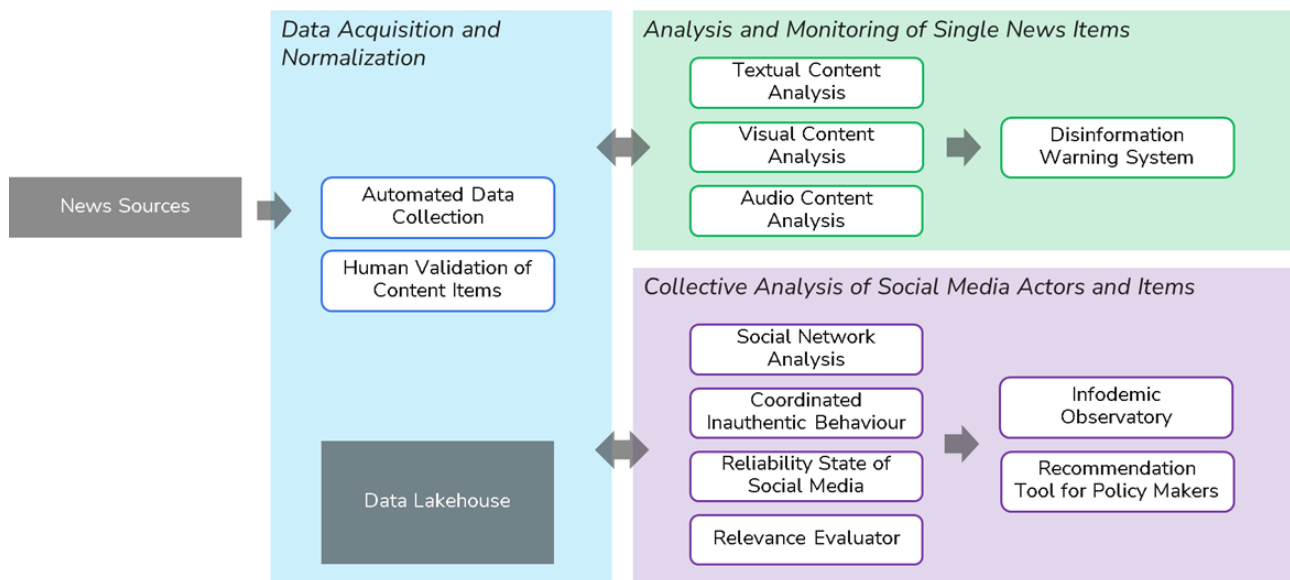 News Sources
Data Acquisition and
Normalization
Automated Data
Collection
Human Validation of
Content Items
Data Lakehouse
Analysis and Monitoring of Single News Items
Textual Content
Analysis
Visual Content
Analysis
Audio Content
Analysis
Disinformation
Warning System
Collective Analysis of Social Media Actors and Items
Social Network
Analysis
Coordinated
Inauthentic Behaviour
Reliability State of
Social Media
Relevance Evaluator
Infodemic
Observatory
Recommendation
Tool for Policy Makers